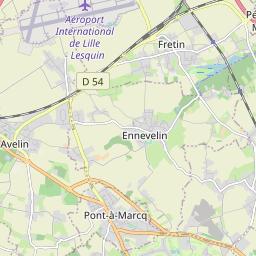 Aéroport
International
de Lille
Lesquin
Fretin
D 54
Ennevelin
Avelin
Pont-à-Marcq